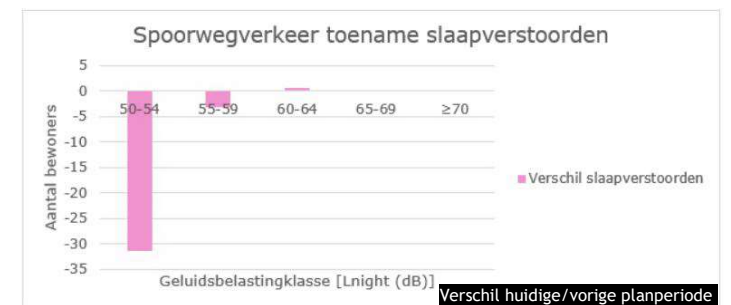 Spoorwegverkeer toename slaapverstoorden
5
0
-5
-10
-15
-20
-25
-30
-35
Aantal bewoners
50-54 55-59 60-64 65-69 ≥70
Verschil slaapverstoorden
Geluidsbelastingklasse [Lnight (dB)]
Verschil huidige/vorige planperiode